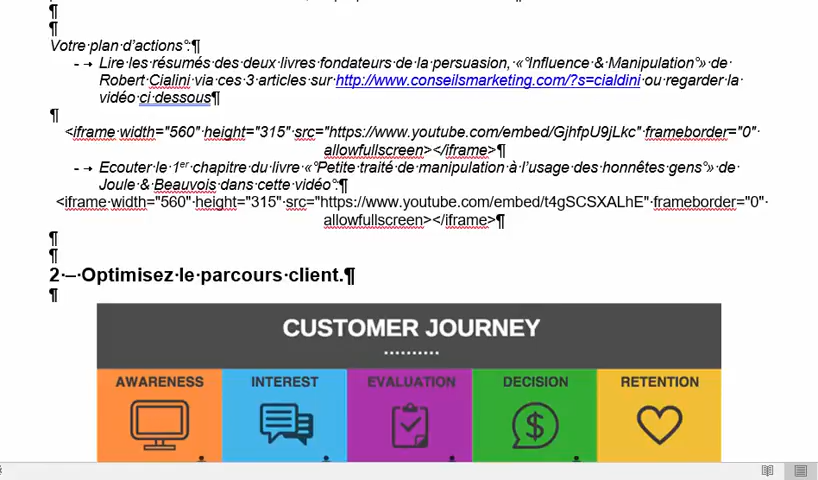 Votre plan d'actions :
- Lire les résumés des deux livres fondateurs de la persuasion, « Influence & Manipulation » de
Robert Cialini via ces 3 articles sur http://www.conseilsmarketing.com/?s=cialdini ou regarder la
vidéo ci dessous
<iframe width="560" height="315" src="https://www.youtube.com/embed/GjhfpU9jLkc" frameborder="0"
allowfullscreen></iframe>
- Ecouter le 1er chapitre du livre « Petite traité de manipulation à l'usage des honnêtes gens » de
Joule & Beauvois dans cette vidéo :
<iframe width="560" height="315" src="https://www.youtube.com/embed/t4gSCSXALhE" frameborder="0"
allowfullscreen></iframe>
2 – Optimisez le parcours client.
CUSTOMER JOURNEY
AWARENESS INTEREST EVALUATION DECISION RETENTION